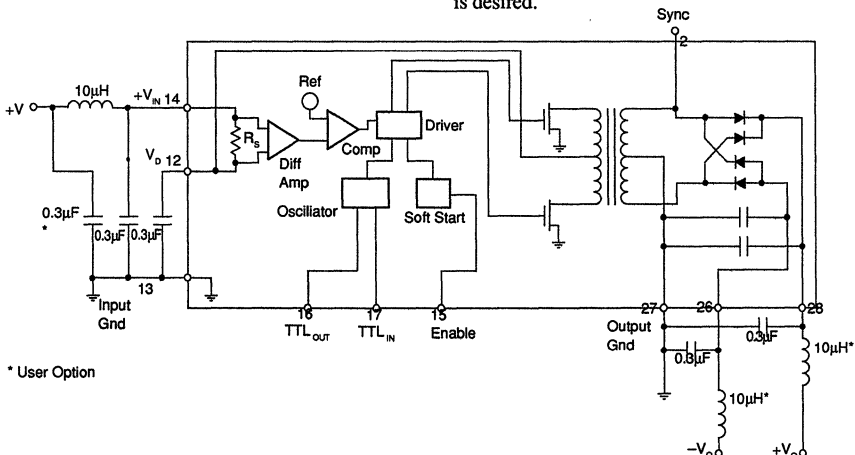 is desired.
Sync
2
10µH
+V
+VIN 14
Ref
Driver
RS
Comp
VD 12
Diff
Amp
Osciliator
Soft Start
0.3µF
*
0.3µF
0.3µF
13
Input
Gnd
16
17
15
TTLOUT
TTLIN
Enable
27
26
28
Output
Gnd
0.3µF
0.3µF
10µH*
* User Option
10µH*
–VO
+VO